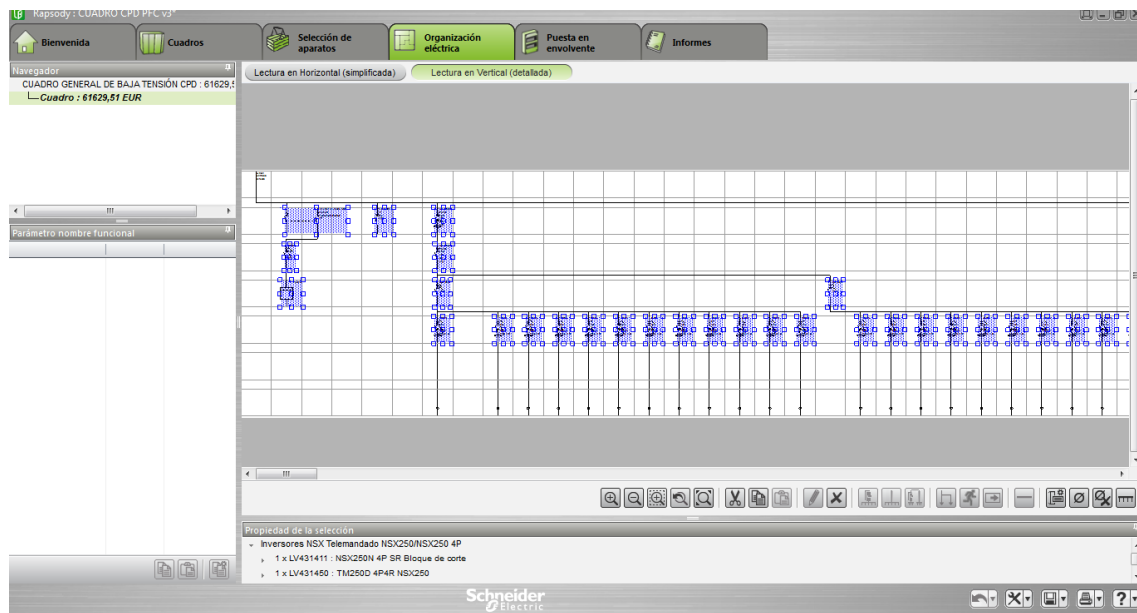 Rapsody : CUADRO CPD PFC v3*
Bienvenida
Cuadros
Selección de aparatos
Organización eléctrica
Puesta en envolvente
Informes
Navegador
CUADRO GENERAL DE BAJA TENSIÓN CPD : 61629,
Cuadro : 61629,51 EUR
Lectura en Horizontal (simplificada)
Lectura en Vertical (detallada)
Parámetro nombre funcional
Propiedad de la selección
Inversores NSX Telemandado NSX250/NSX250 4P
1 x LV431411 : NSX250N 4P SR Bloque de corte
1 x LV431450 : TM250D 4P4R NSX250
Schneider
Electric